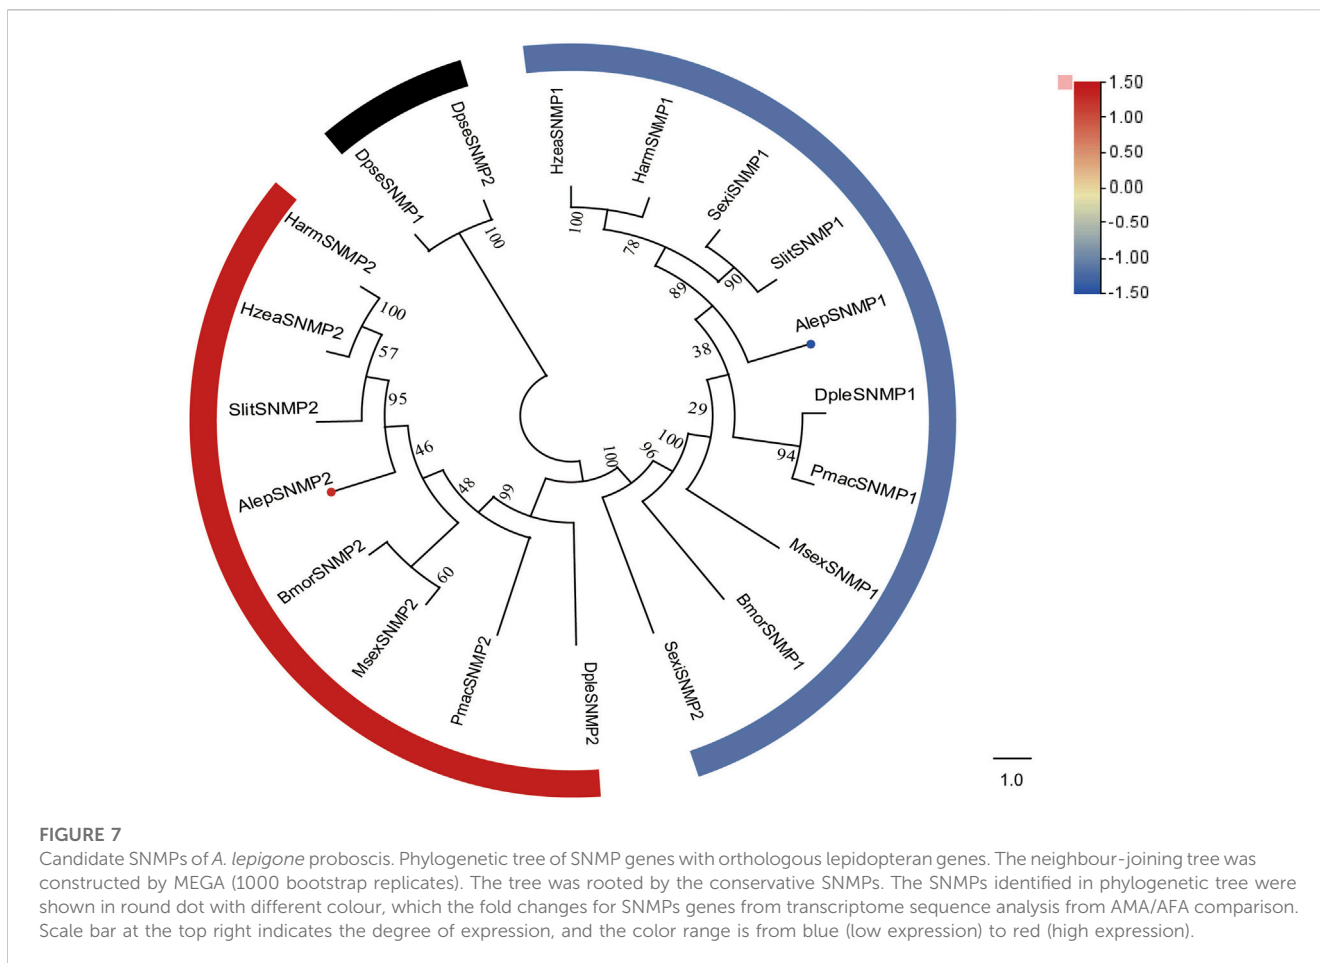 DpseSNMP2
DpseSNMP1
100
HzeaSNMP1
HarmSNMP1
SexiSNMP1
SlitSNMP1
AlepSNMP1
DpleSNMP1
PmacSNMP1
MsexSNMP1
BmorSNMP1
SexiSNMP2
DpleSNMP2
PmacSNMP2
MsexSNMP2
BmorSNMP2
AlepSNMP2
SlitSNMP2
HzeaSNMP2
HarmSNMP2
100
78
90
89
38
94
29
100
96
100
99
48
60
46
95
57
100
1.50
1.00
0.50
0.00
-0.50
-1.00
-1.50
1.0
FIGURE 7
Candidate SNMPs of A. lepigone proboscis. Phylogenetic tree of SNMP genes with orthologous lepidopteran genes. The neighbour-joining tree was
constructed by MEGA (1000 bootstrap replicates). The tree was rooted by the conservative SNMPs. The SNMPs identified in phylogenetic tree were
shown in round dot with different colour, which the fold changes for SNMPs genes from transcriptome sequence analysis from AMA/AFA comparison.
Scale bar at the top right indicates the degree of expression, and the color range is from blue (low expression) to red (high expression).